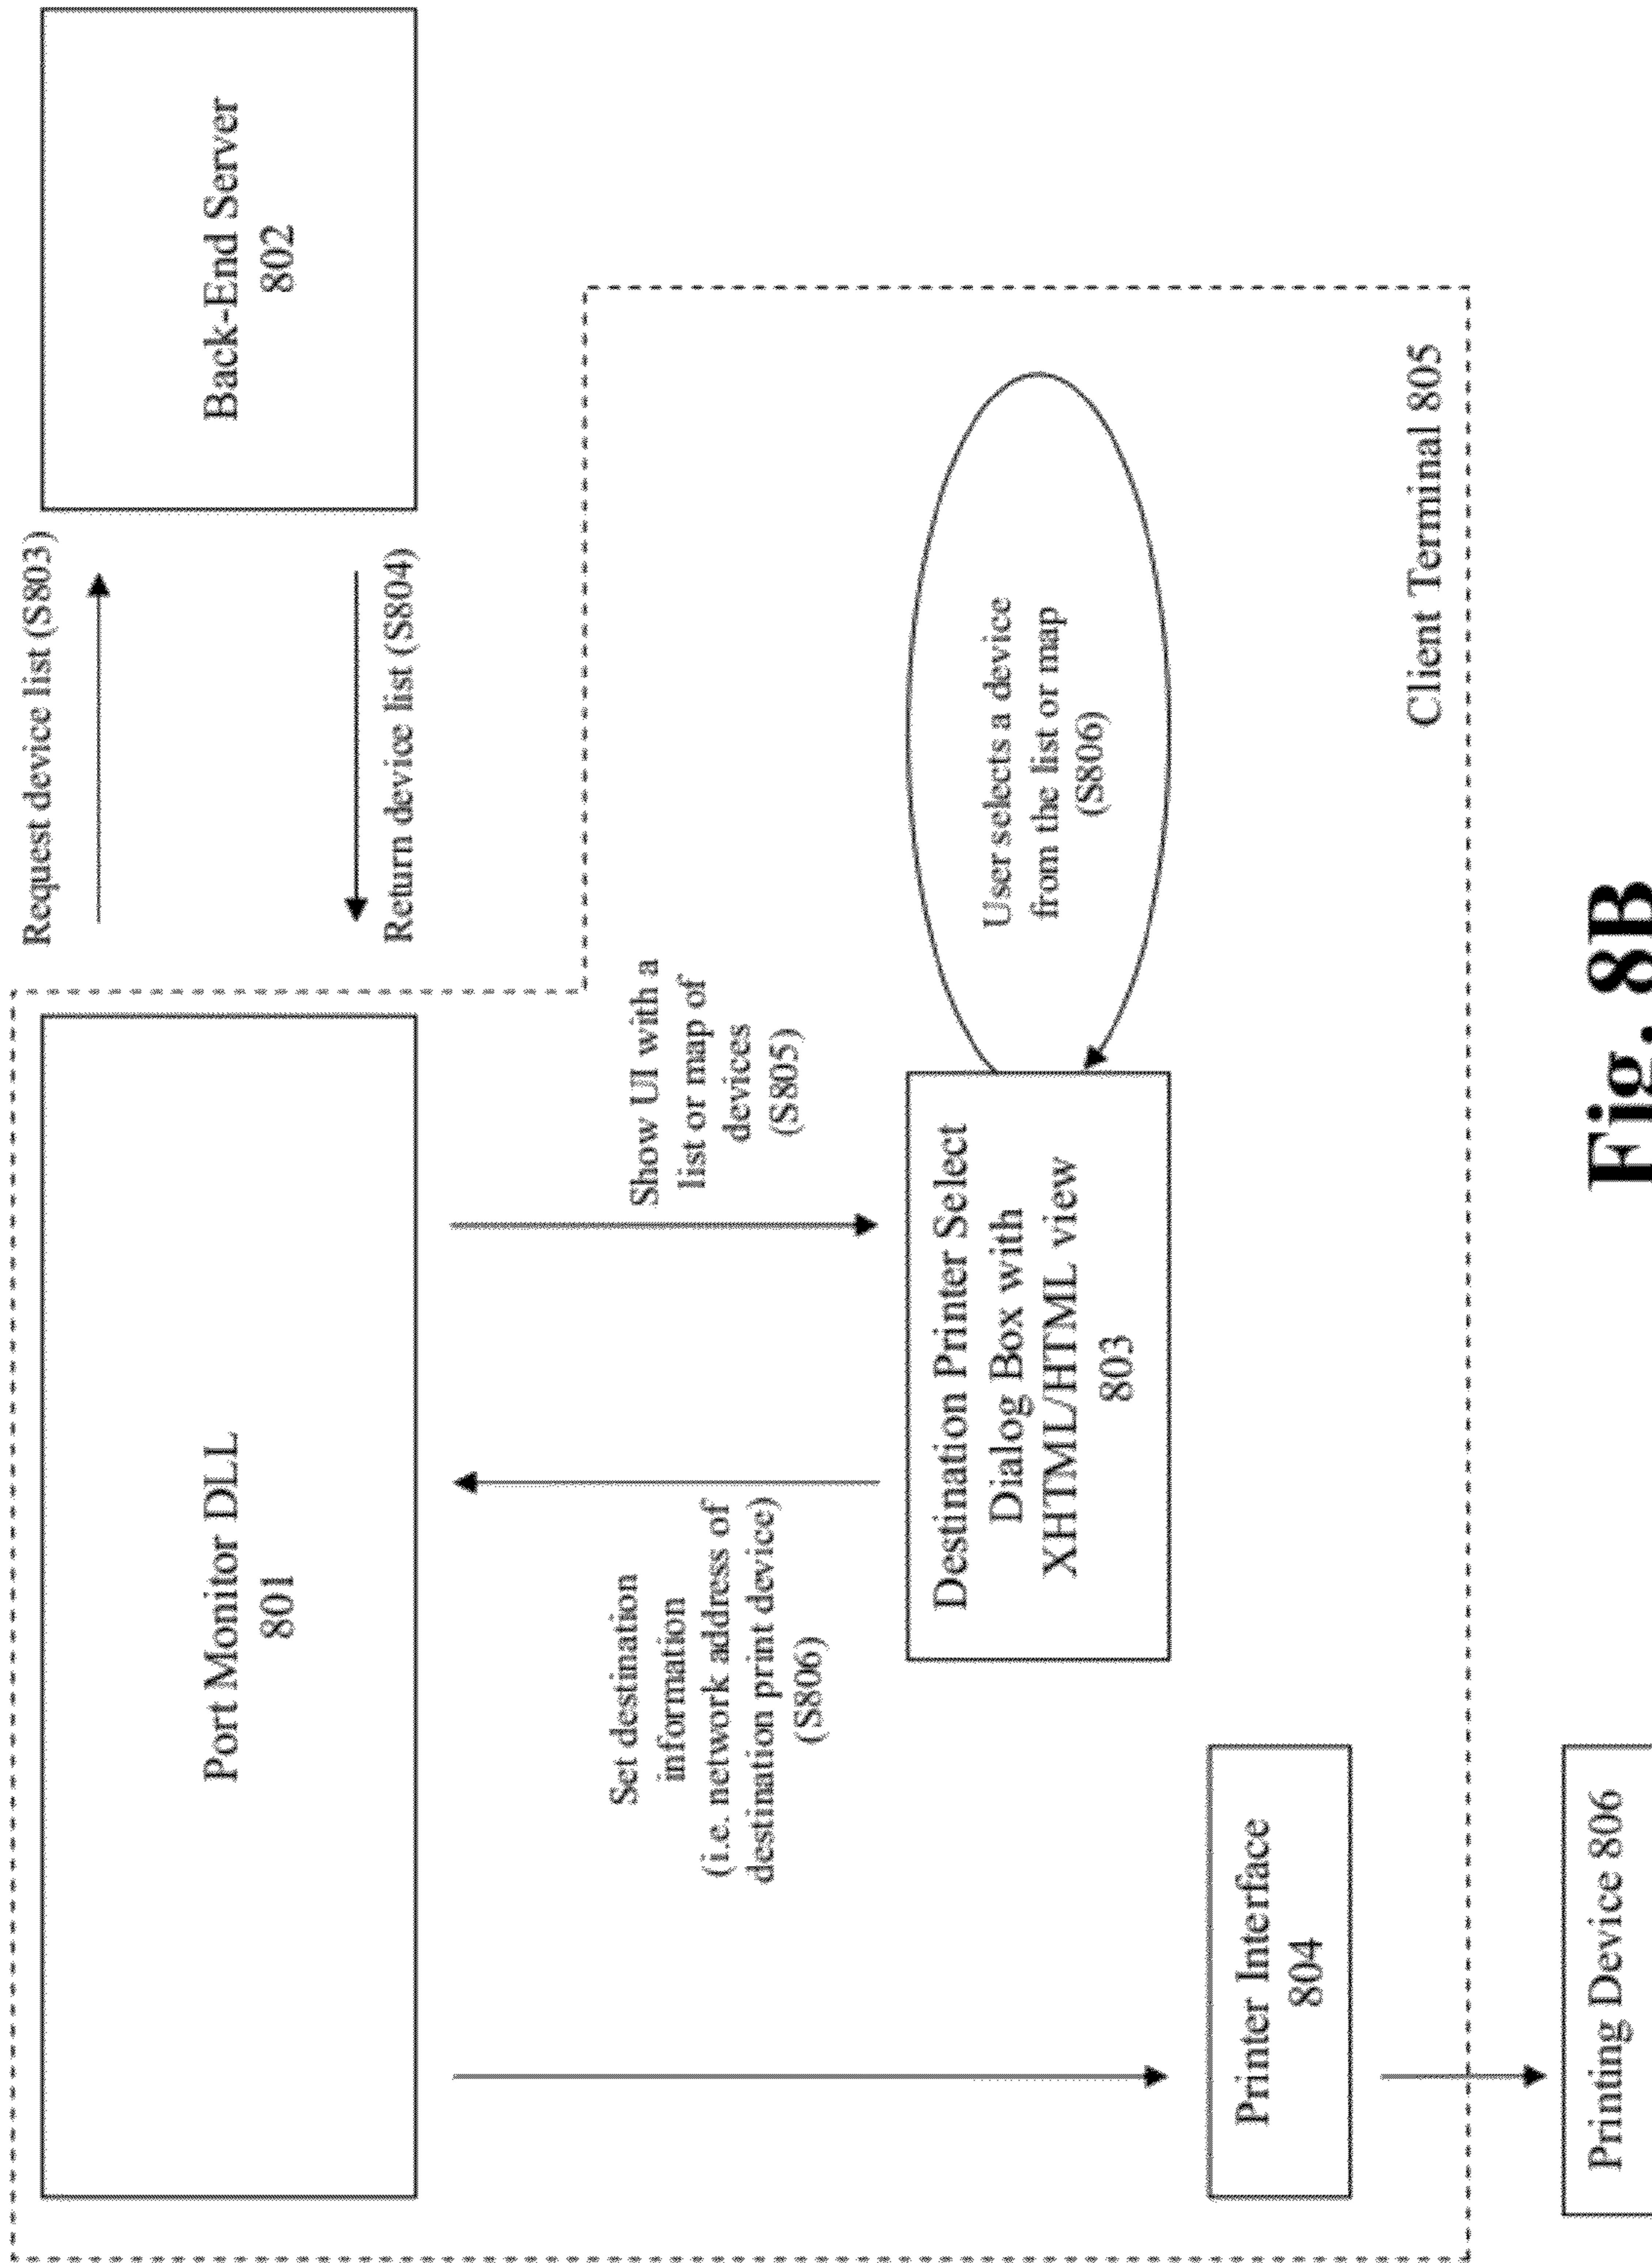 Port Monitor DLL
801
Request device list (S803)
Return device list (S804)
Back-End Server
802
Set destination
information
(i.e. network address of
destination print device)
(S806)
Show UI with a
list or map of
devices
(S805)
Destination Printer Select
Dialog Box with
XHTML/HTML view
803
User selects a device
from the list or map
(S806)
Printer Interface
804
Client Terminal 805
Printing Device 806
Fig. 8B